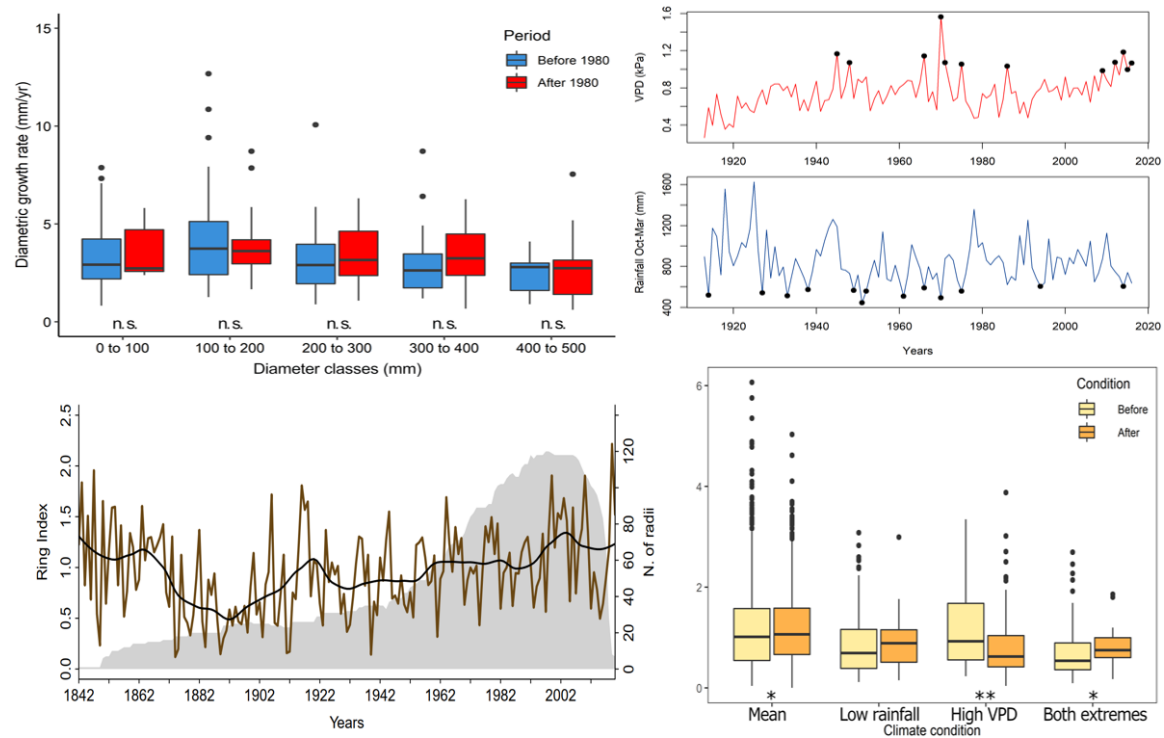 15
10
5
0
Diametric growth rate (mm/yr)
Period
Before 1980
After 1980
n.s. n.s. n.s. n.s. n.s.
0 to 100 100 to 200 200 to 300 300 to 400 400 to 500
Diameter classes (mm)
1.6
1.2
0.8
0.4
VPD (kPa)
1920 1940 1960 1980 2000 2020
1600
1200
800
400
Rainfall Oct-Mar (mm)
1920 1940 1960 1980 2000 2020
Years
2.5
2.0
1.5
1.0
0.5
0.0
Ring Index
120
100
80
60
40
20
0
N. of radii
1842 1862 1882 1902 1922 1942 1962 1982 2002
Years
6
4
2
0
Condition
Before
After
* ** *
Mean Low rainfall High VPD Both extremes
Climate condition